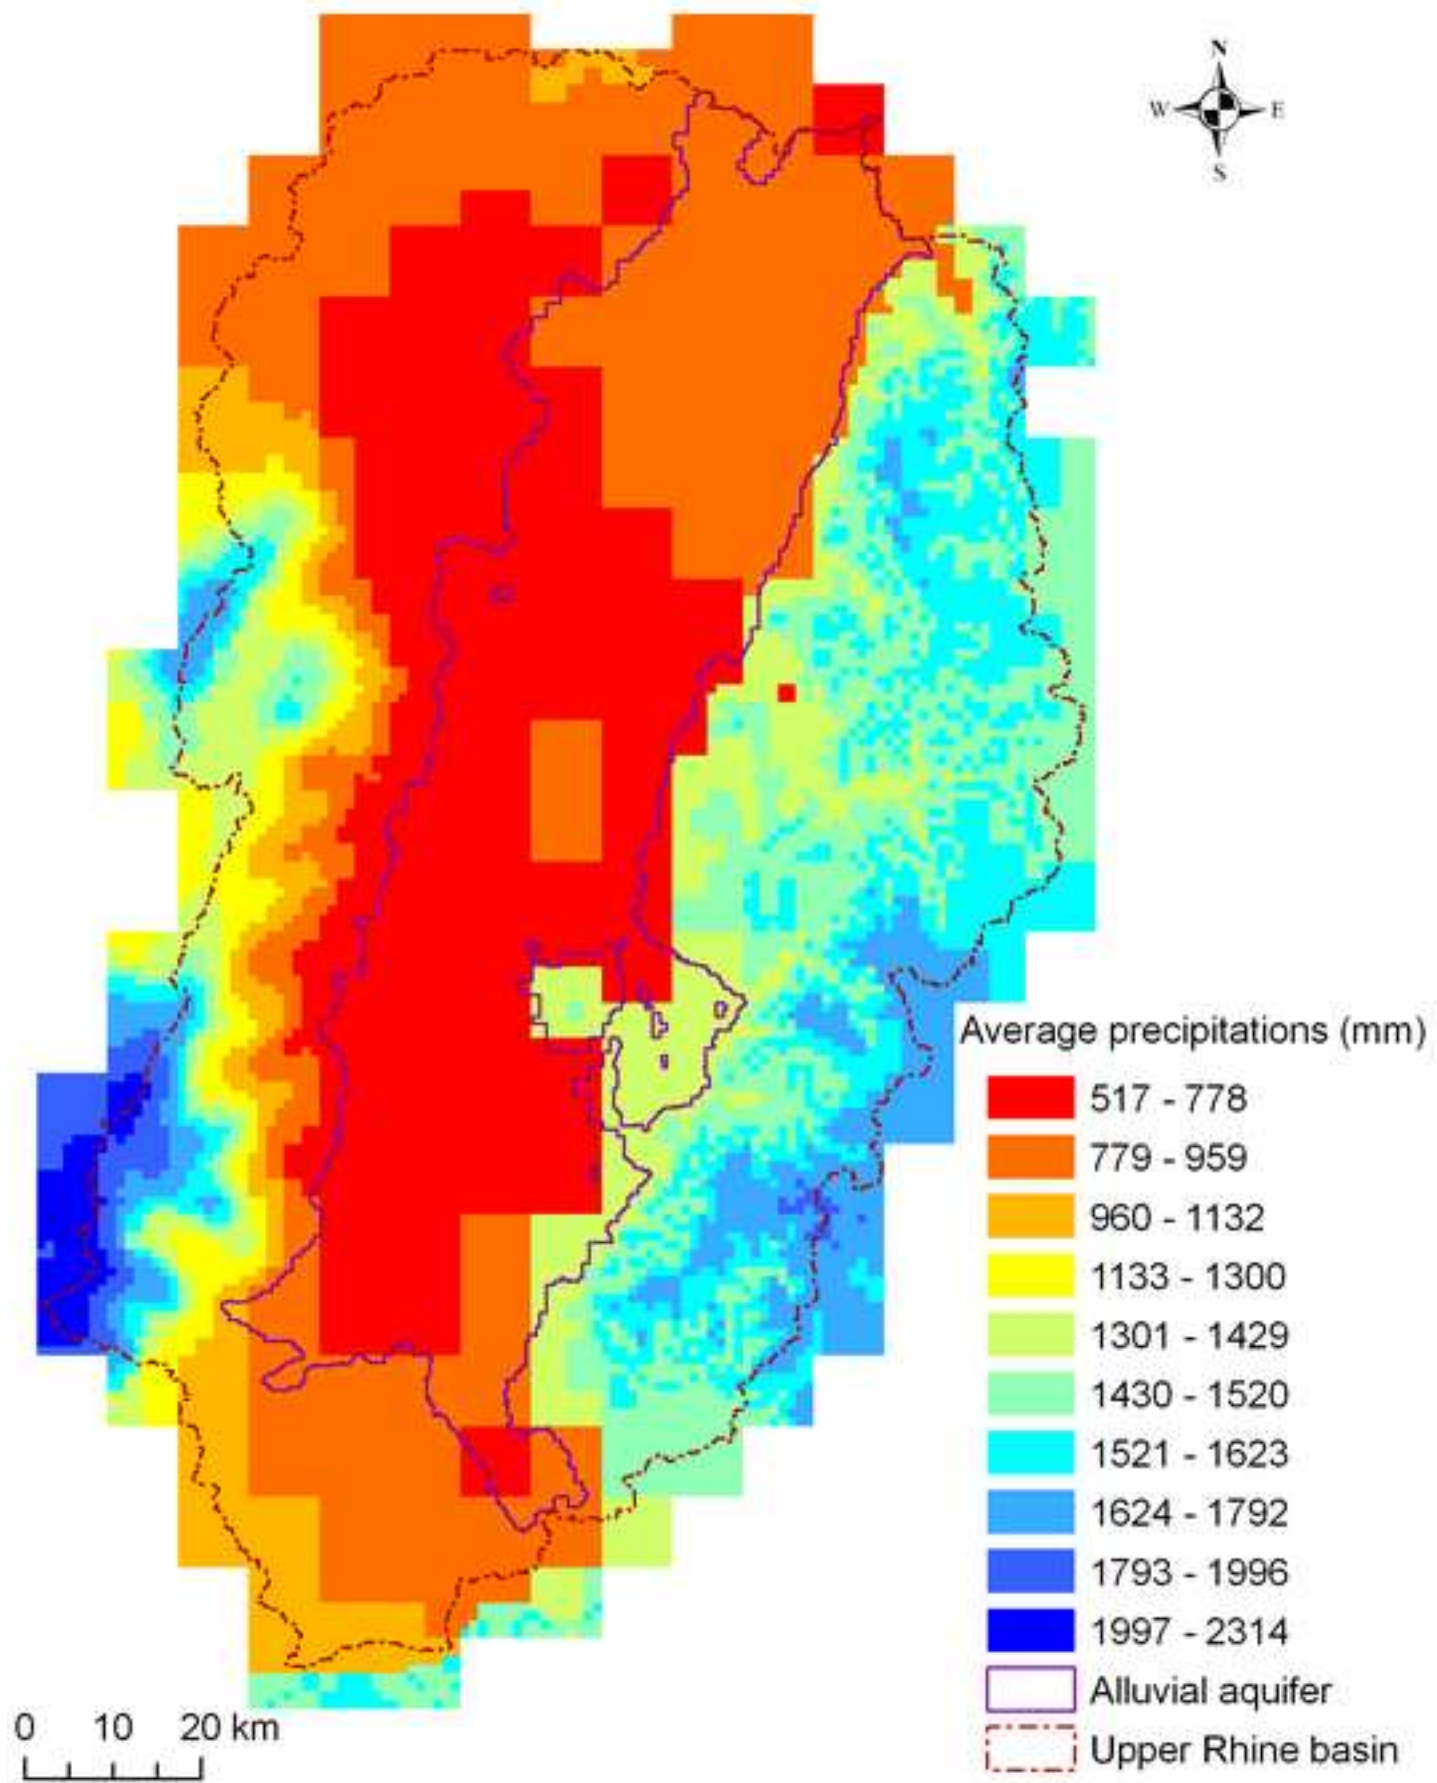 N
W E
S
Average precipitations (mm)
517 - 778
779 - 959
960 - 1132
1133 - 1300
1301 - 1429
1430 - 1520
1521 - 1623
1624 - 1792
1793 - 1996
1997 - 2314
Alluvial aquifer
Upper Rhine basin
0 10 20 km